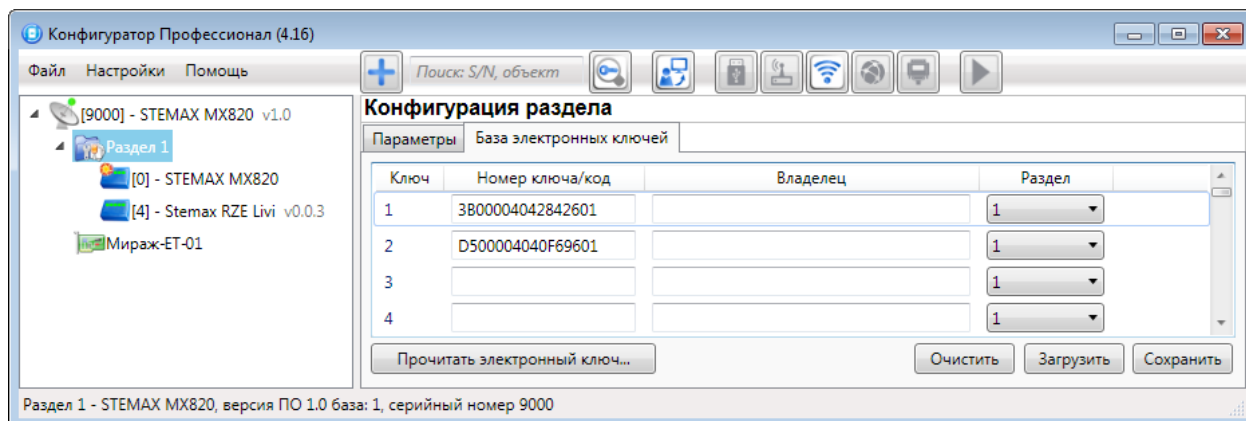 Конфигуратор Профессионал (4.16)
Файл Настройки Помощь
Поиск: S/N, объект
[9000] - STEMAX MX820 v1.0
Раздел 1
[0] - STEMAX MX820
[4] - Stemax RZE Livi v0.0.3
Мираж-ET-01
Конфигурация раздела
Параметры База электронных ключей
Ключ Номер ключа/код Владелец Раздел
1 3B00004042842601 1
2 D500004040F69601 1
3 1
4 1
Прочитать электронный ключ... Очистить Загрузить Сохранить
Раздел 1 - STEMAX MX820, версия ПО 1.0 база: 1, серийный номер 9000